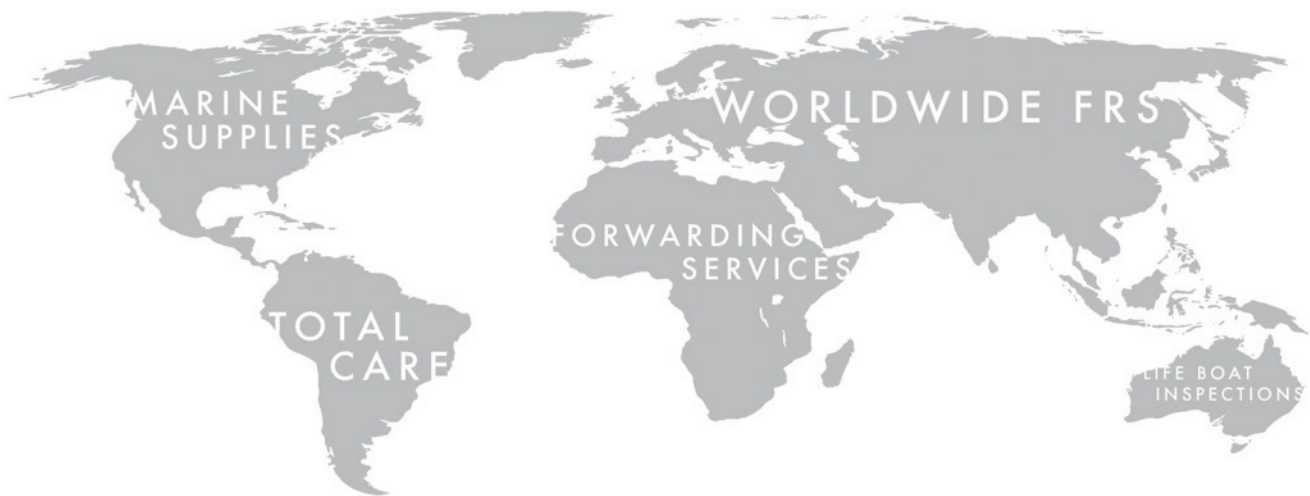 MARINE
SUPPLIES
WORLDWIDE FRS
FORWARDING
SERVICES
TOTAL
CARE
LIFE BOAT
INSPECTIONS